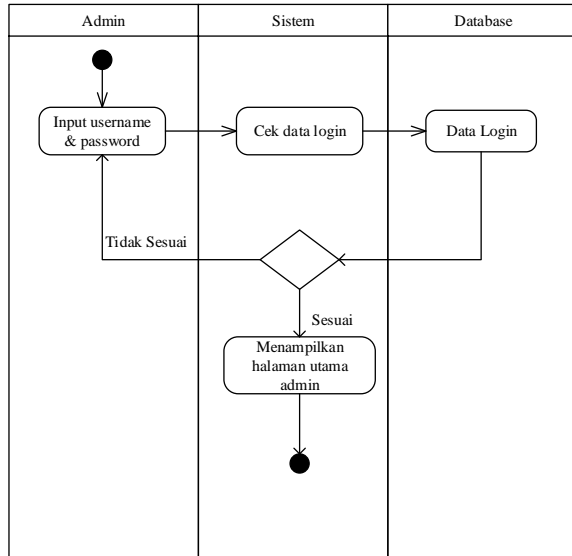 Admin
Sistem
Database
Input username
& password
Cek data login
Data Login
Tidak Sesuai
Sesuai
Menampilkan
halaman utama
admin